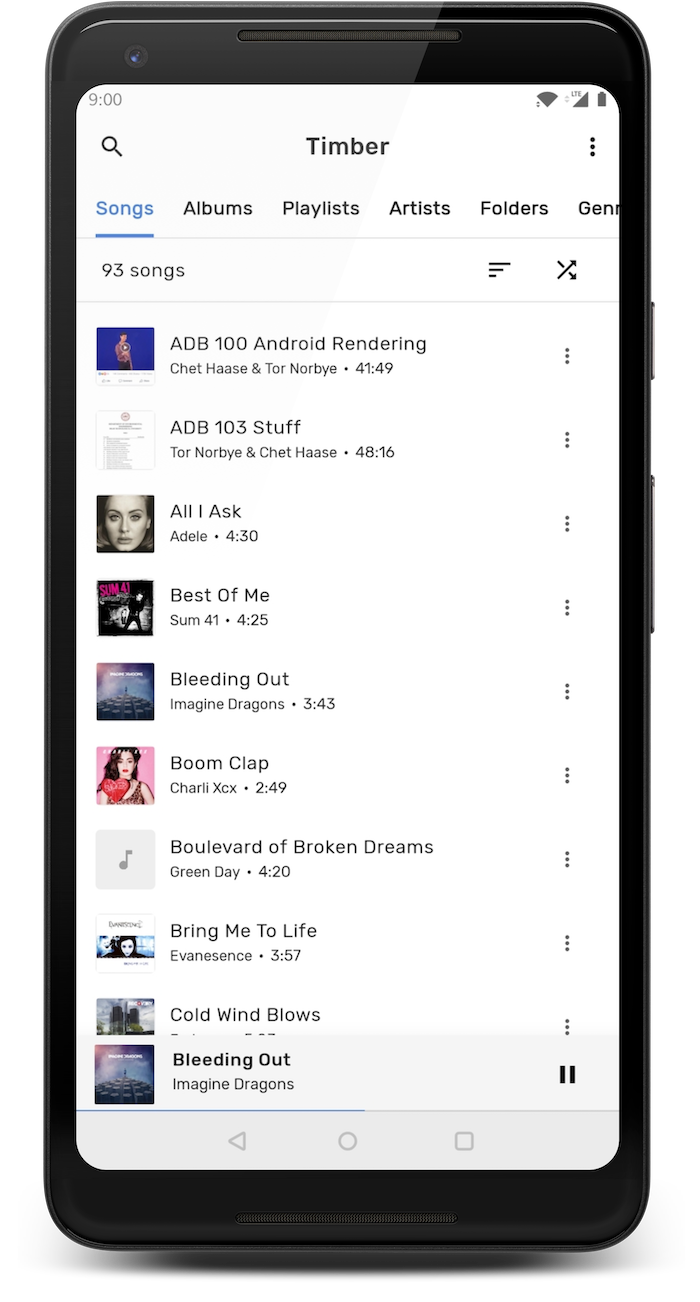 9:00
LTE
Timber
Songs Albums Playlists Artists Folders Genr
93 songs
ADB 100 Android Rendering
Chet Haase & Tor Norbye • 41:49
ADB 103 Stuff
Tor Norbye & Chet Haase • 48:16
All I Ask
Adele • 4:30
SUM 41
Best Of Me
Sum 41 • 4:25
IMAGINE DRAGONS
Bleeding Out
Imagine Dragons • 3:43
Boom Clap
Charli Xcx • 2:49
Boulevard of Broken Dreams
Green Day • 4:20
EVANESCENCE
Bring Me To Life
Evanesence • 3:57
Cold Wind Blows
IMAGINE DRAGONS
Bleeding Out
Imagine Dragons